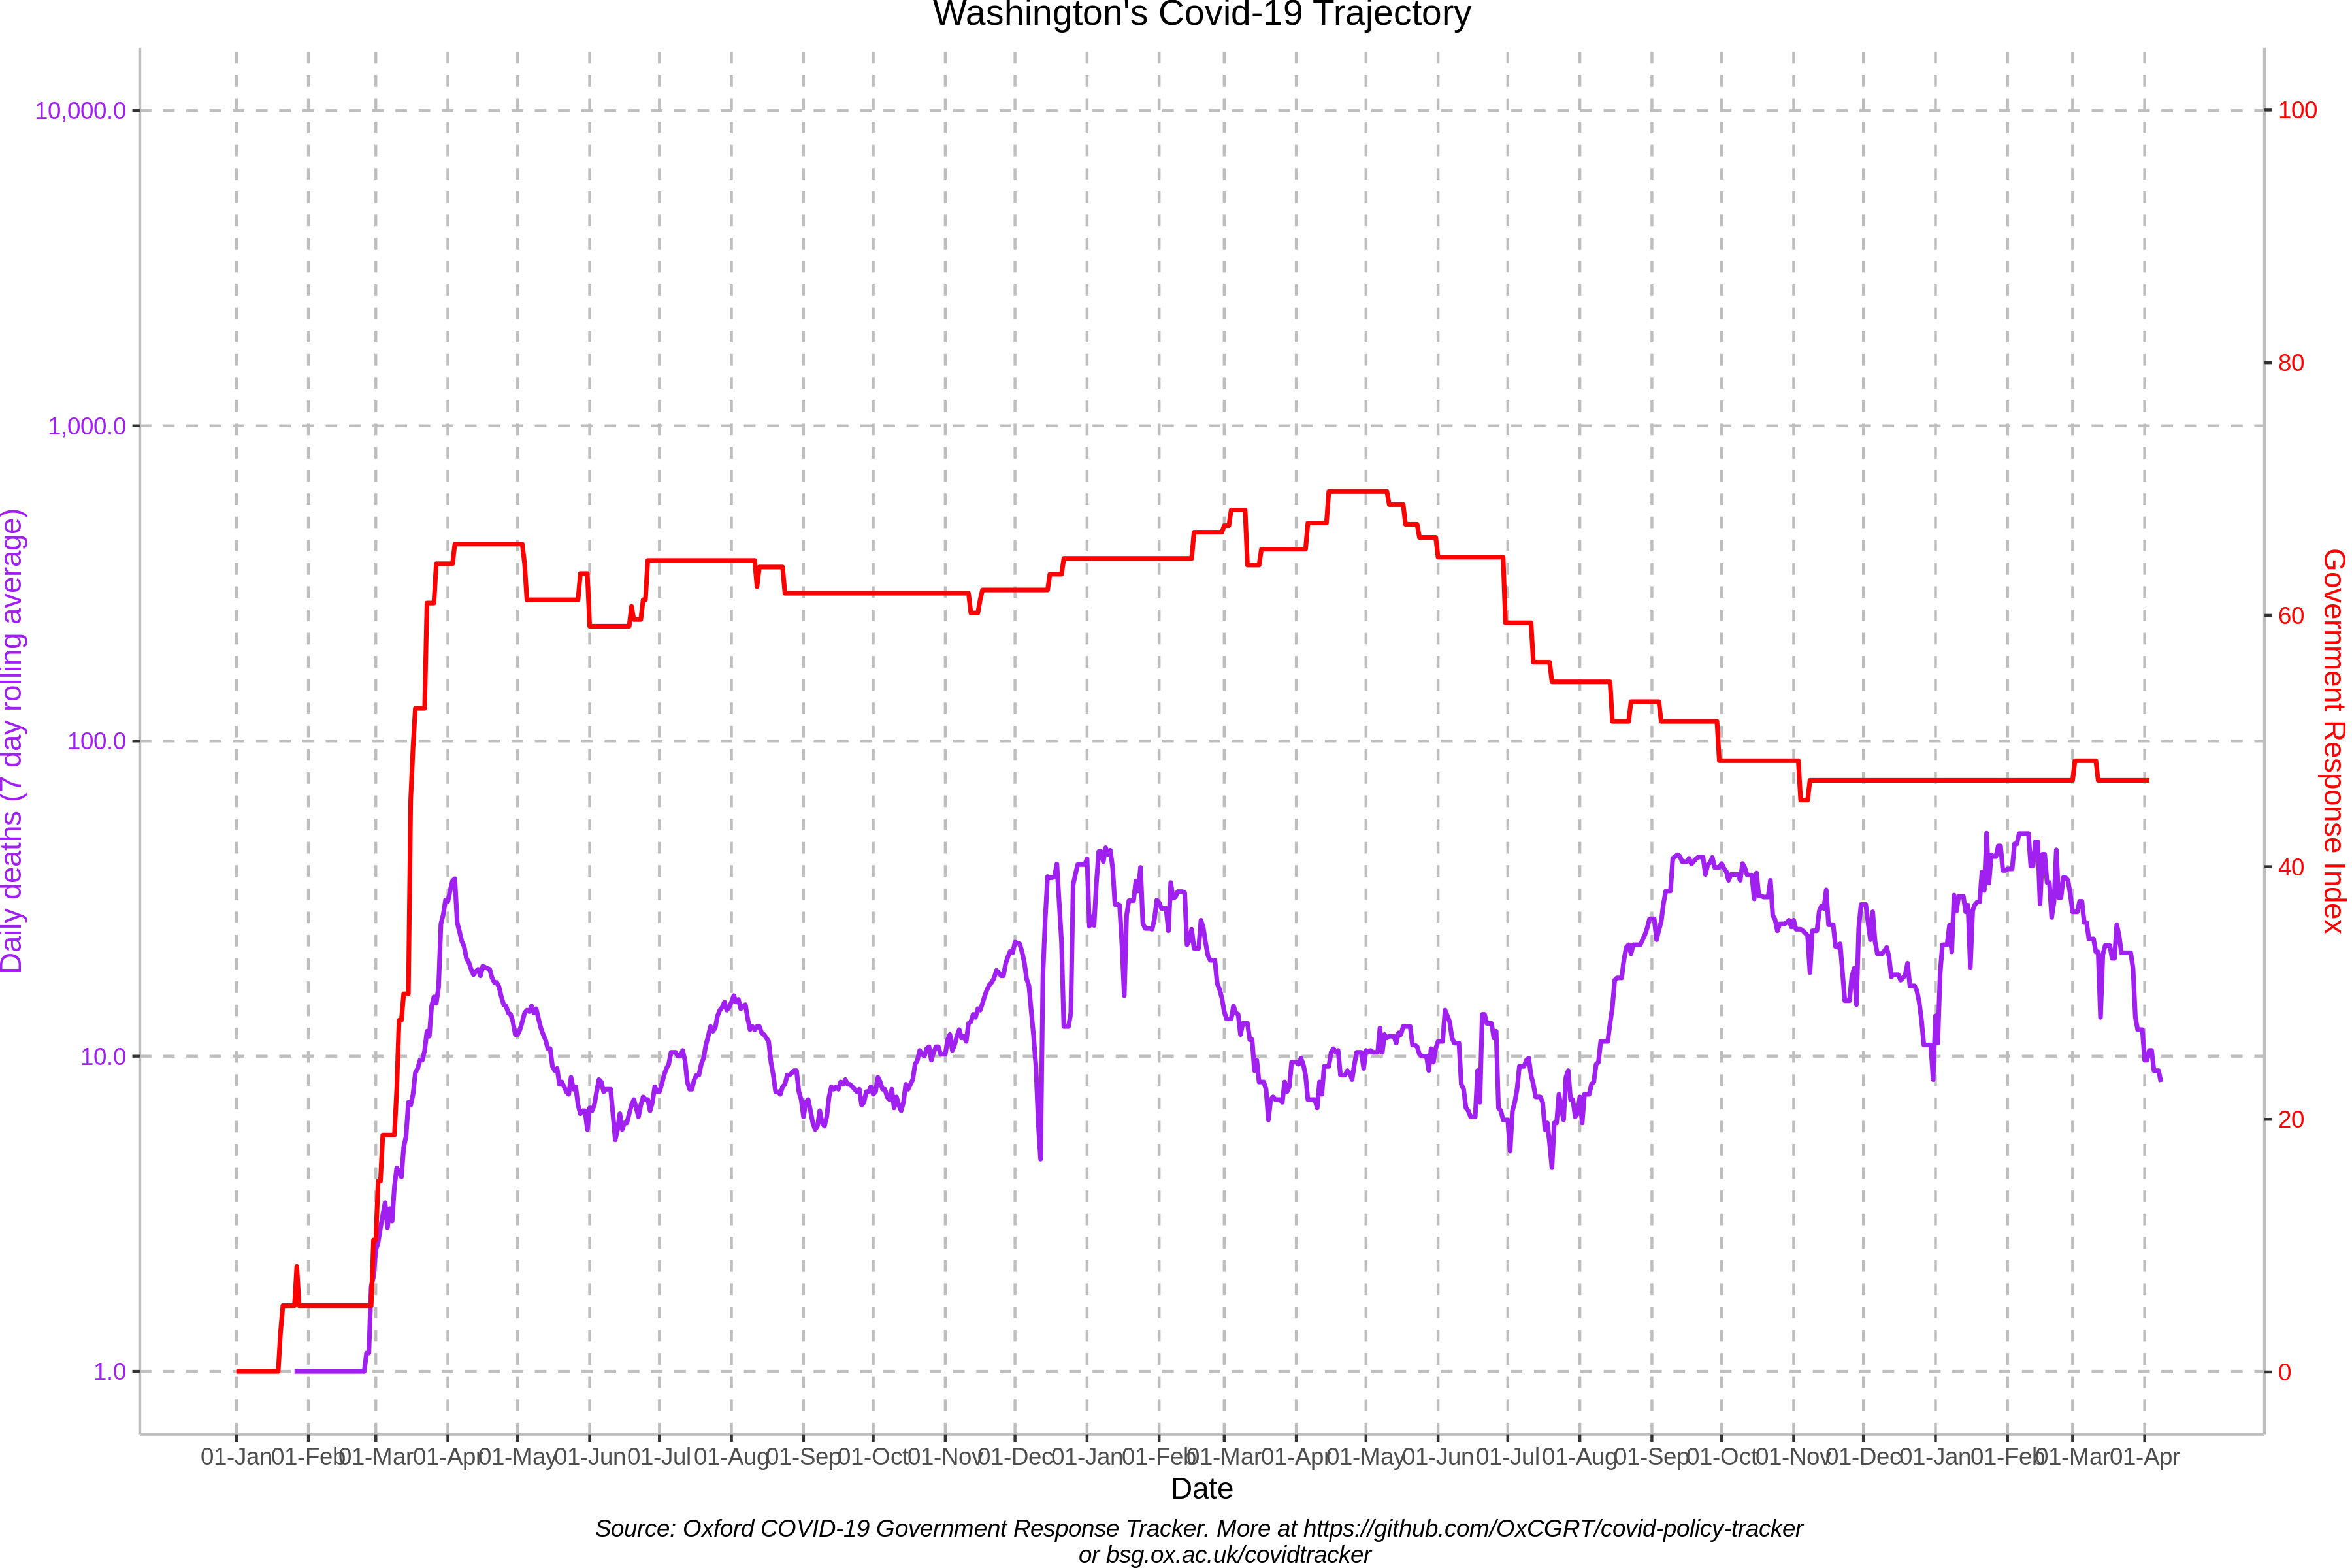 Washington's Covid-19 Trajectory
10,000.0
1,000.0
100.0
10.0
1.0
Daily deaths (7 day rolling average)
100
80
60
40
20
0
Government Response Index
01-Jan 01-Feb 01-Mar 01-Apr 01-May 01-Jun 01-Jul 01-Aug 01-Sep 01-Oct 01-Nov 01-Dec 01-Jan 01-Feb 01-Mar 01-Apr 01-May 01-Jun 01-Jul 01-Aug 01-Sep 01-Oct 01-Nov 01-Dec 01-Jan 01-Feb 01-Mar 01-Apr
Date
Source: Oxford COVID-19 Government Response Tracker. More at https://github.com/OxCGRT/covid-policy-tracker
or bsg.ox.ac.uk/covidtracker